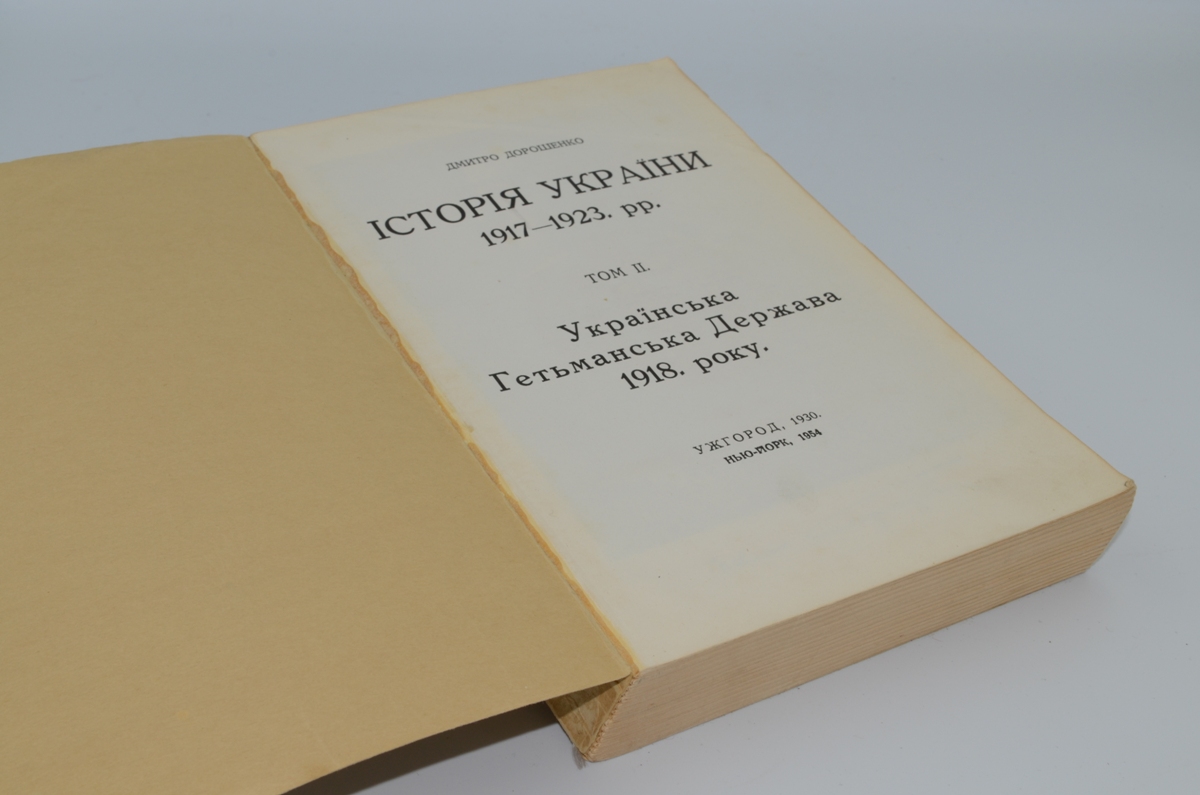 ДМИТРО ДОРОШЕНКО
ІСТОРІЯ УКРАЇНИ
1917—1923. рр.
ТОМ II.
Українська
Гетьманська Держава
1918. року.
УЖГОРОД, 1930.
НЬЮ-ЙОРК, 1954